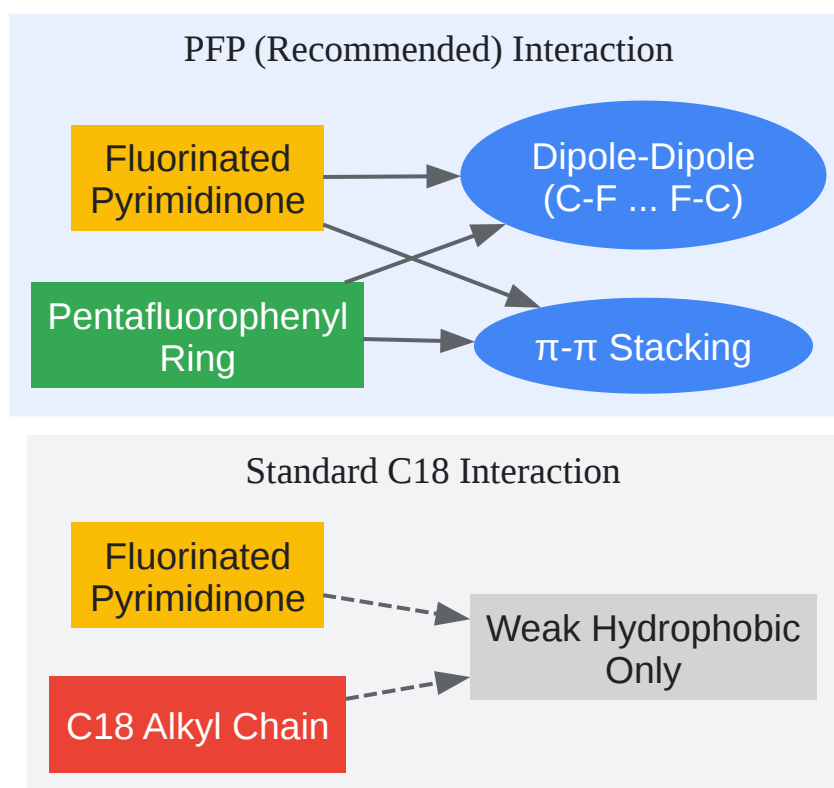 PFP (Recommended) Interaction
Fluorinated
Pyrimidinone
Dipole-Dipole
(C-F ... F-C)
Pentafluorophenyl
Ring
π-π Stacking
Standard C18 Interaction
Fluorinated
Pyrimidinone
Weak Hydrophobic
Only
C18 Alkyl Chain